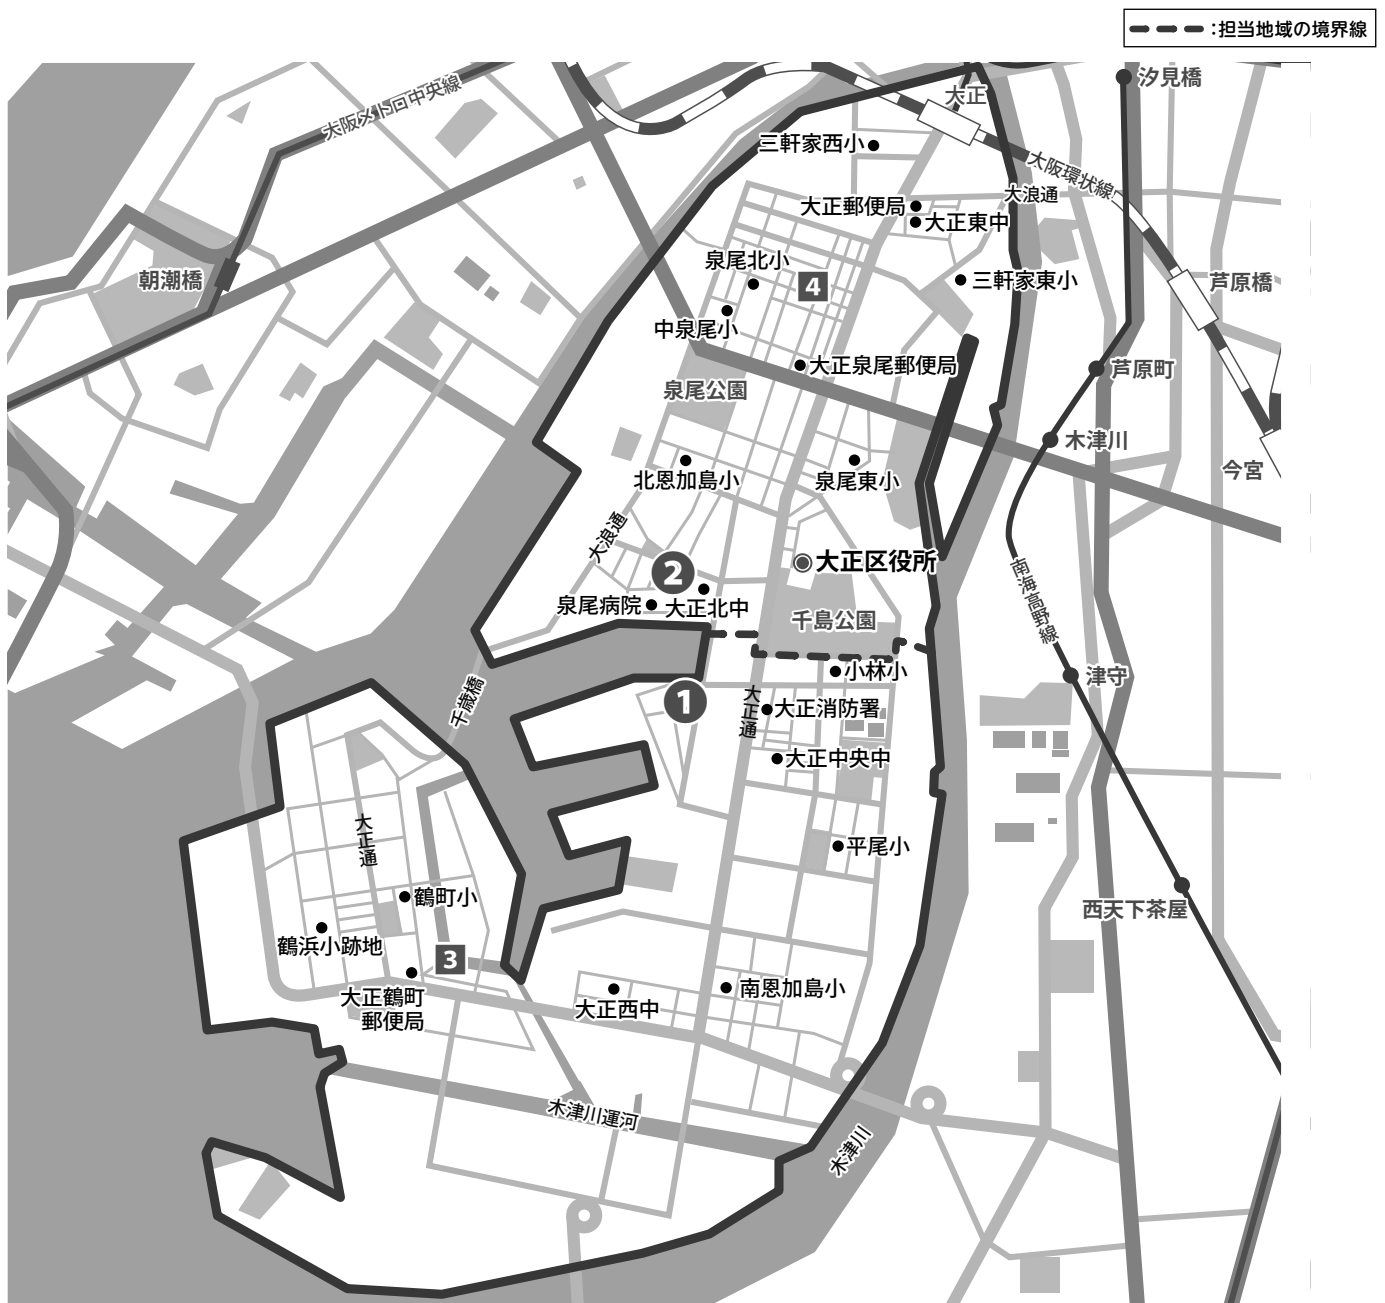 :担当地域の境界線
大阪メトロ中央線
汐見橋
大正
三軒家西小
大阪環状線
大浪通
大正郵便局
大正東中
泉尾北小
4
三軒家東小
朝潮橋
芦原橋
中泉尾小
大正泉尾郵便局
芦原町
泉尾公園
木津川
今宮
北恩加島小
泉尾東小
大浪通
大正区役所
2
南海高野線
泉尾病院
大正北中
千島公園
小林小
津守
千歳橋
1
大正通
大正消防署
大正中央中
大正通
平尾小
鶴町小
西天下茶屋
鶴浜小跡地
3
大正鶴町
郵便局
大正西中
南恩加島小
木津川運河
木津川